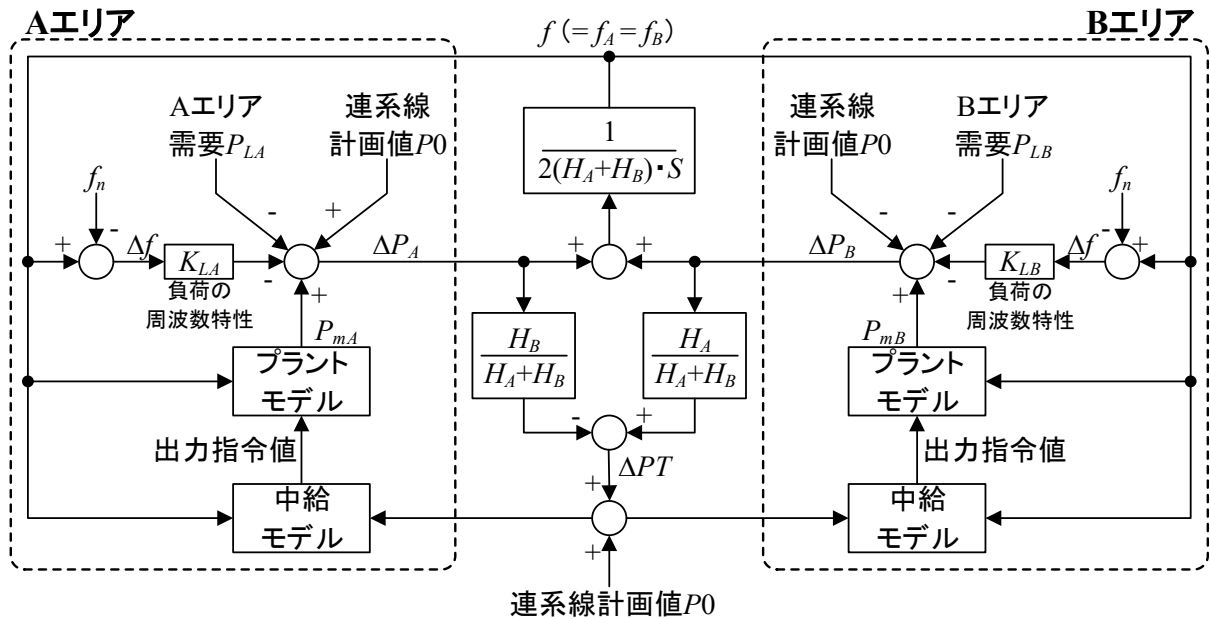 Aエリア
Bエリア
f (= fA = fB)
Aエリア
需要PLA
連系線
計画値P0
1
2(HA+HB)・S
連系線
計画値P0
Bエリア
需要PLB
fn
fn
- + - -
+ - Δf
KLA
-
+
ΔPA
+ +
ΔPB
-
+
KLB
Δf - +
負荷の
周波数特性
負荷の
周波数特性
PmA
PmB
HB
HA+HB
HA
HA+HB
プラント
モデル
プラント
モデル
- +
出力指令値
ΔPT
出力指令値
+
中給
モデル
中給
モデル
+
連系線計画値P0